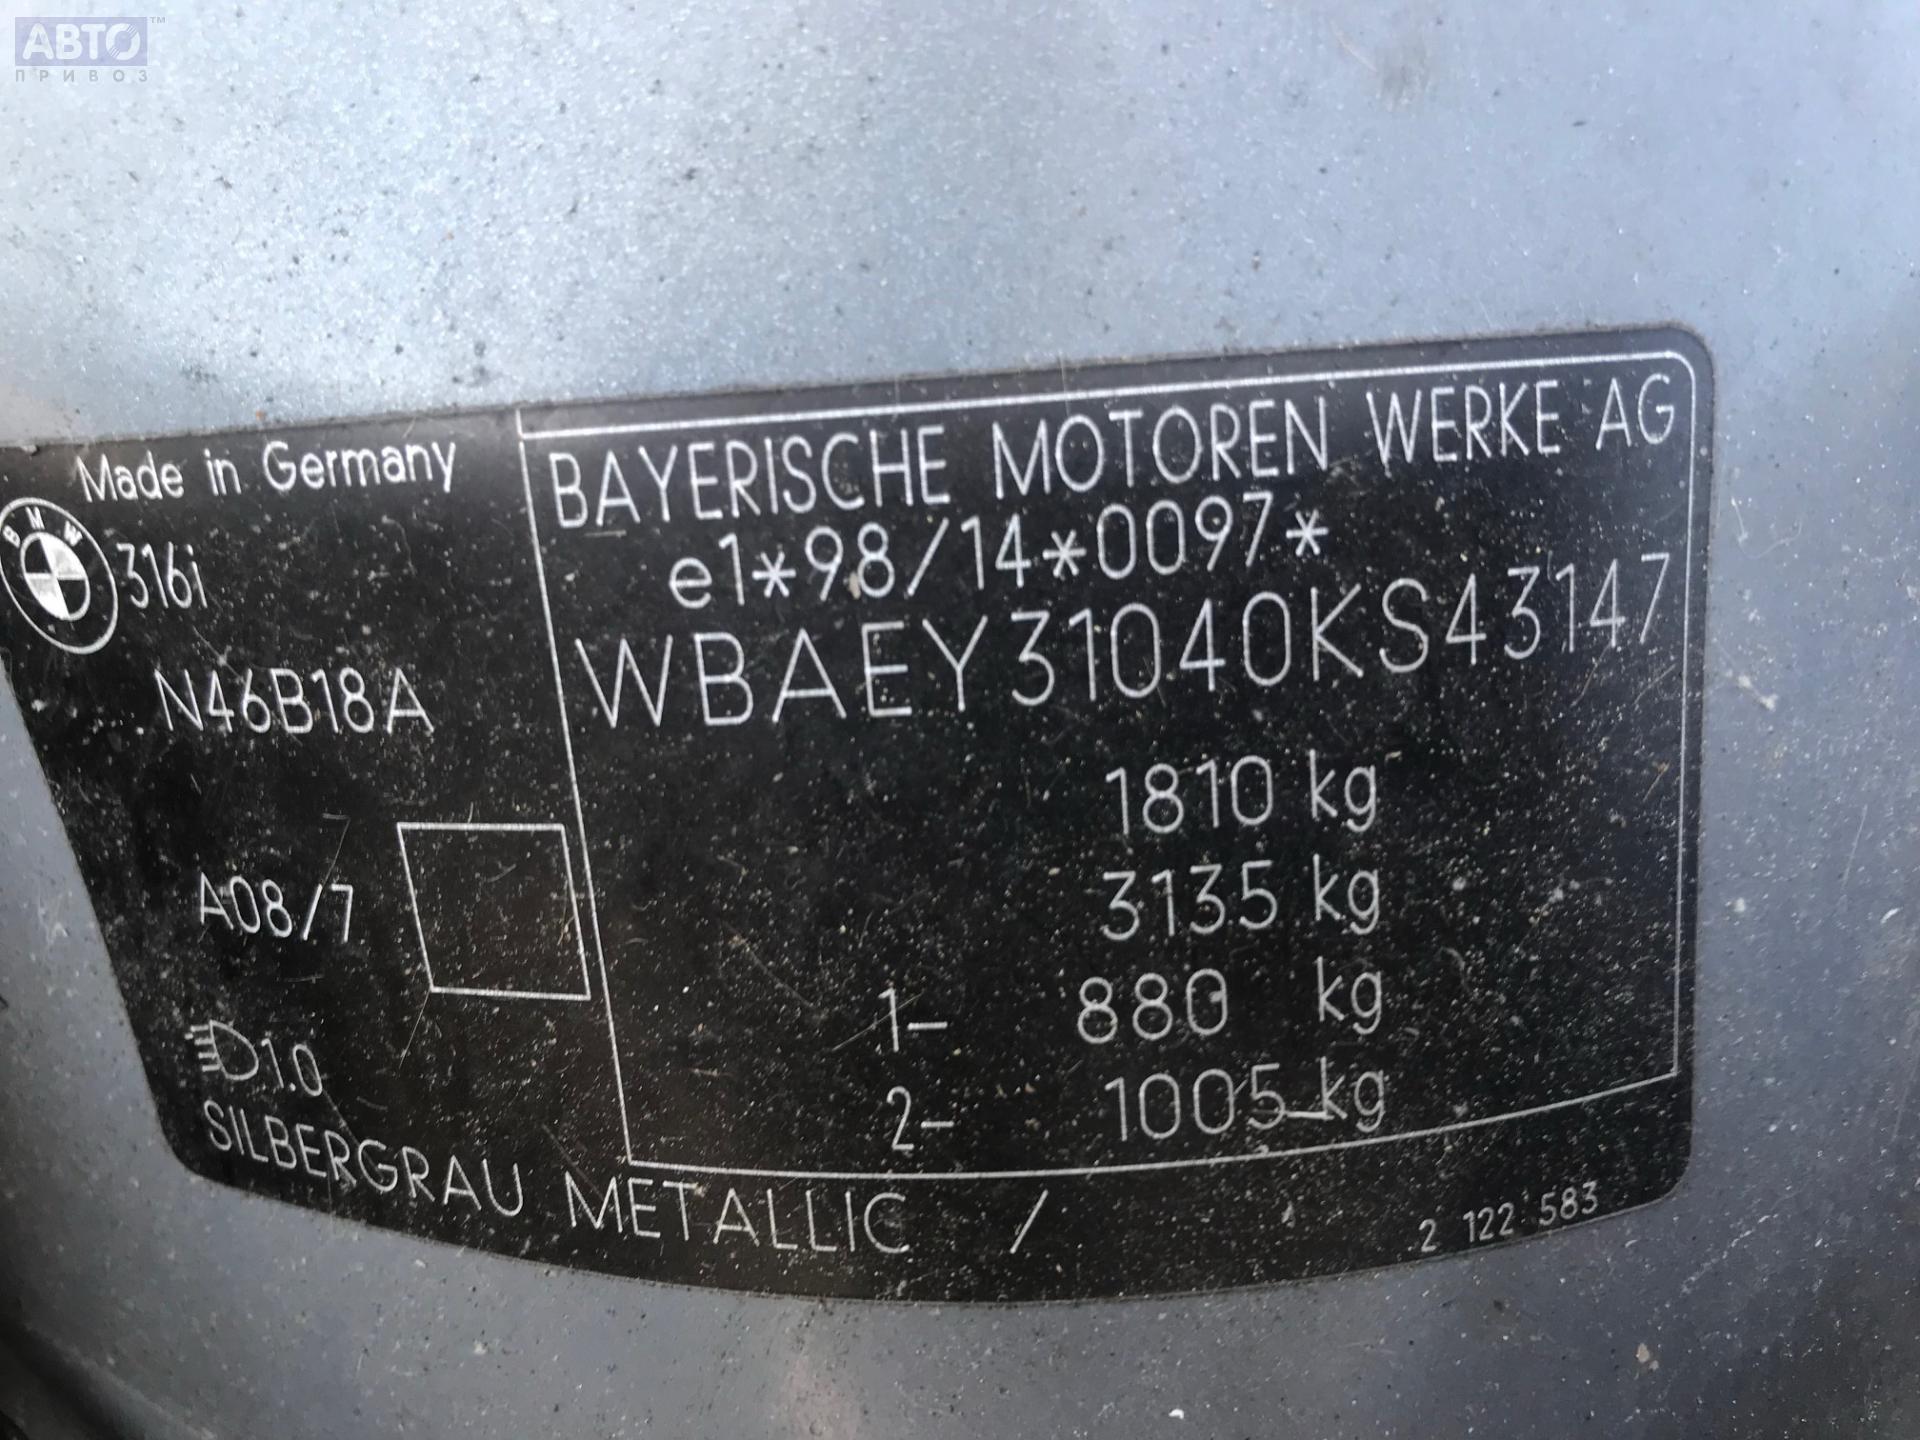 АВТО™
ПРИВОЗ
Made in Germany
BMW
316i
N46B18A
A08/7
1.0
SILBERGRAU METALLIC /
BAYERISCHE MOTOREN WERKE AG
e1*98/14*0097*
WBAEY31040KS43147
1810 kg
3135 kg
1- 880 kg
2- 1005 kg
2 122 583